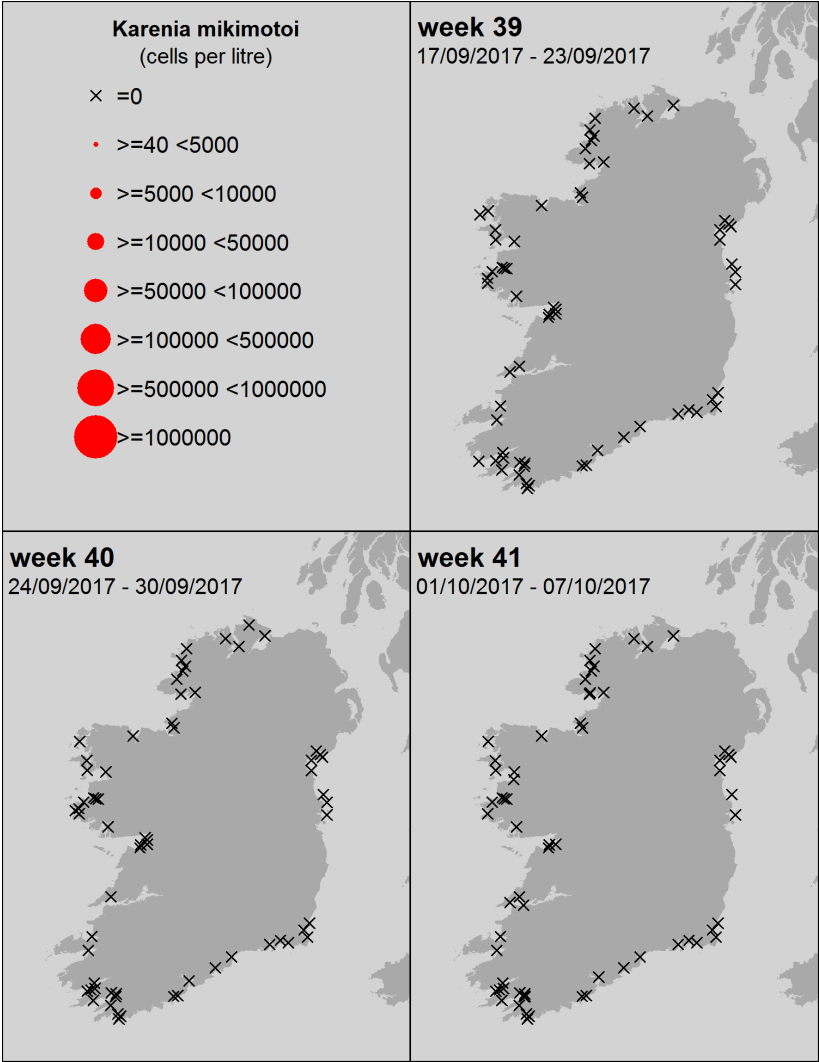 Karenia mikimotoi
(cells per litre)
=0
>=40 <5000
>=5000 <10000
>=10000 <50000
>=50000 <100000
>=100000 <500000
>=500000 <1000000
>=1000000
week 39
17/09/2017 - 23/09/2017
week 40
24/09/2017 - 30/09/2017
week 41
01/10/2017 - 07/10/2017